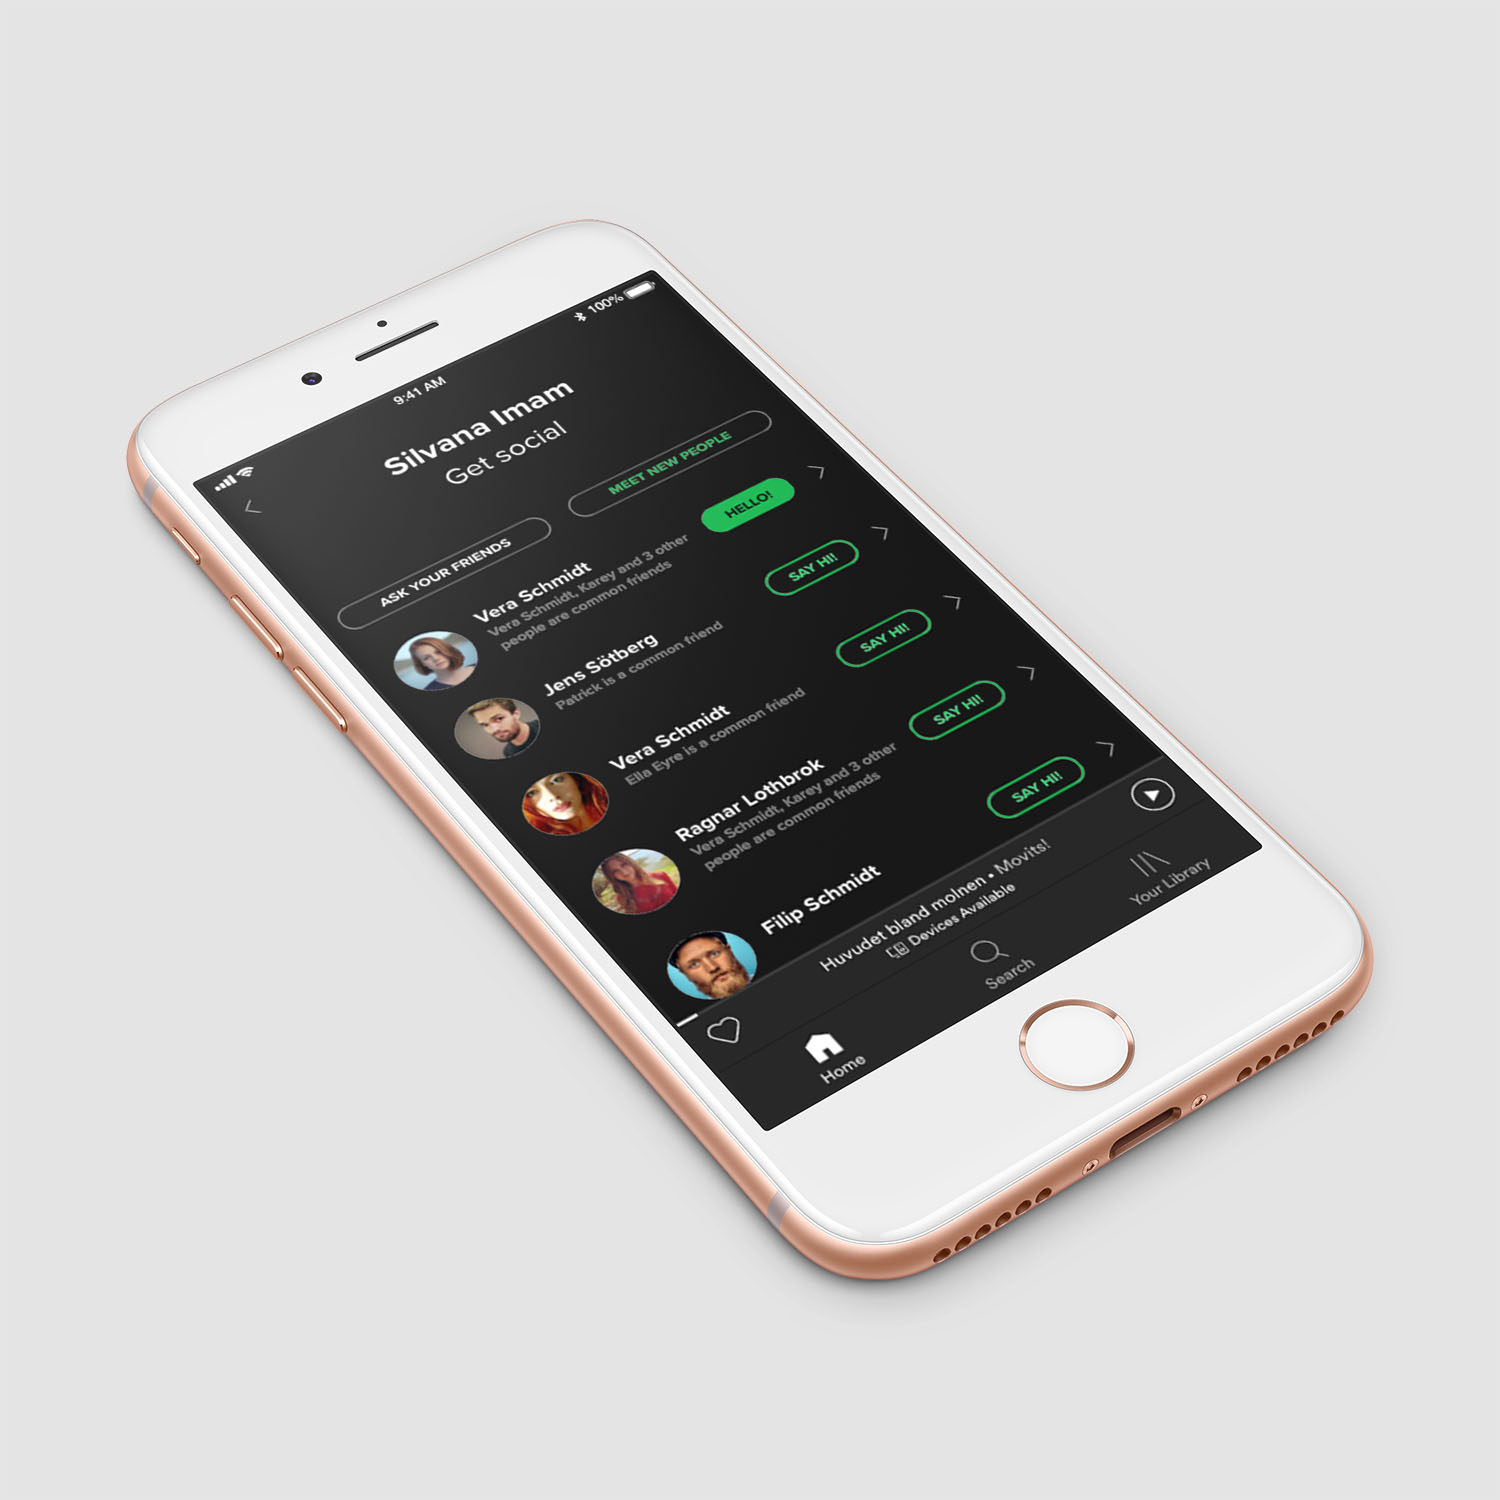 9:41 AM
100%
Silvana Imam
Get social
ASK YOUR FRIENDS
MEET NEW PEOPLE
Vera Schmidt
Vera Schmidt, Karey and 3 other
people are common friends
HELLO!
Jens Sötberg
Patrick is a common friend
SAY HI!
Vera Schmidt
Ella Eyre is a common friend
SAY HI!
Ragnar Lothbrok
Vera Schmidt, Karey and 3 other
people are common friends
SAY HI!
Filip Schmidt
SAY HI!
Huvudet bland molnen • Movits!
Devices Available
Home
Search
Your Library